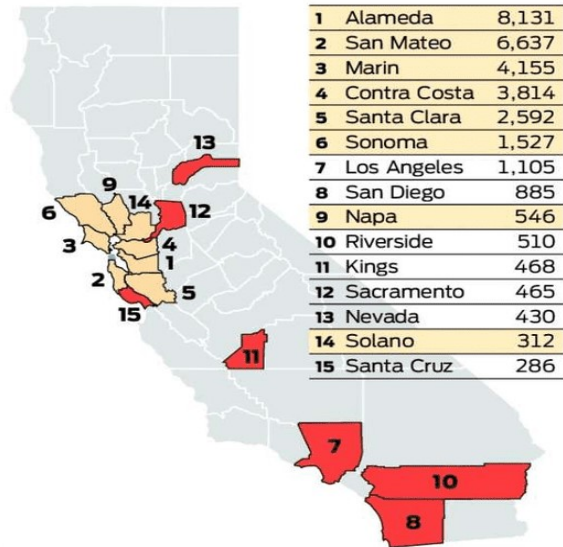 1 Alameda 8,131
2 San Mateo 6,637
3 Marin 4,155
4 Contra Costa 3,814
5 Santa Clara 2,592
6 Sonoma 1,527
7 Los Angeles 1,105
8 San Diego 885
9 Napa 546
10 Riverside 510
11 Kings 468
12 Sacramento 465
13 Nevada 430
14 Solano 312
15 Santa Cruz 286
13
9
14
6
12
3
4
1
2
5
15
11
7
10
8